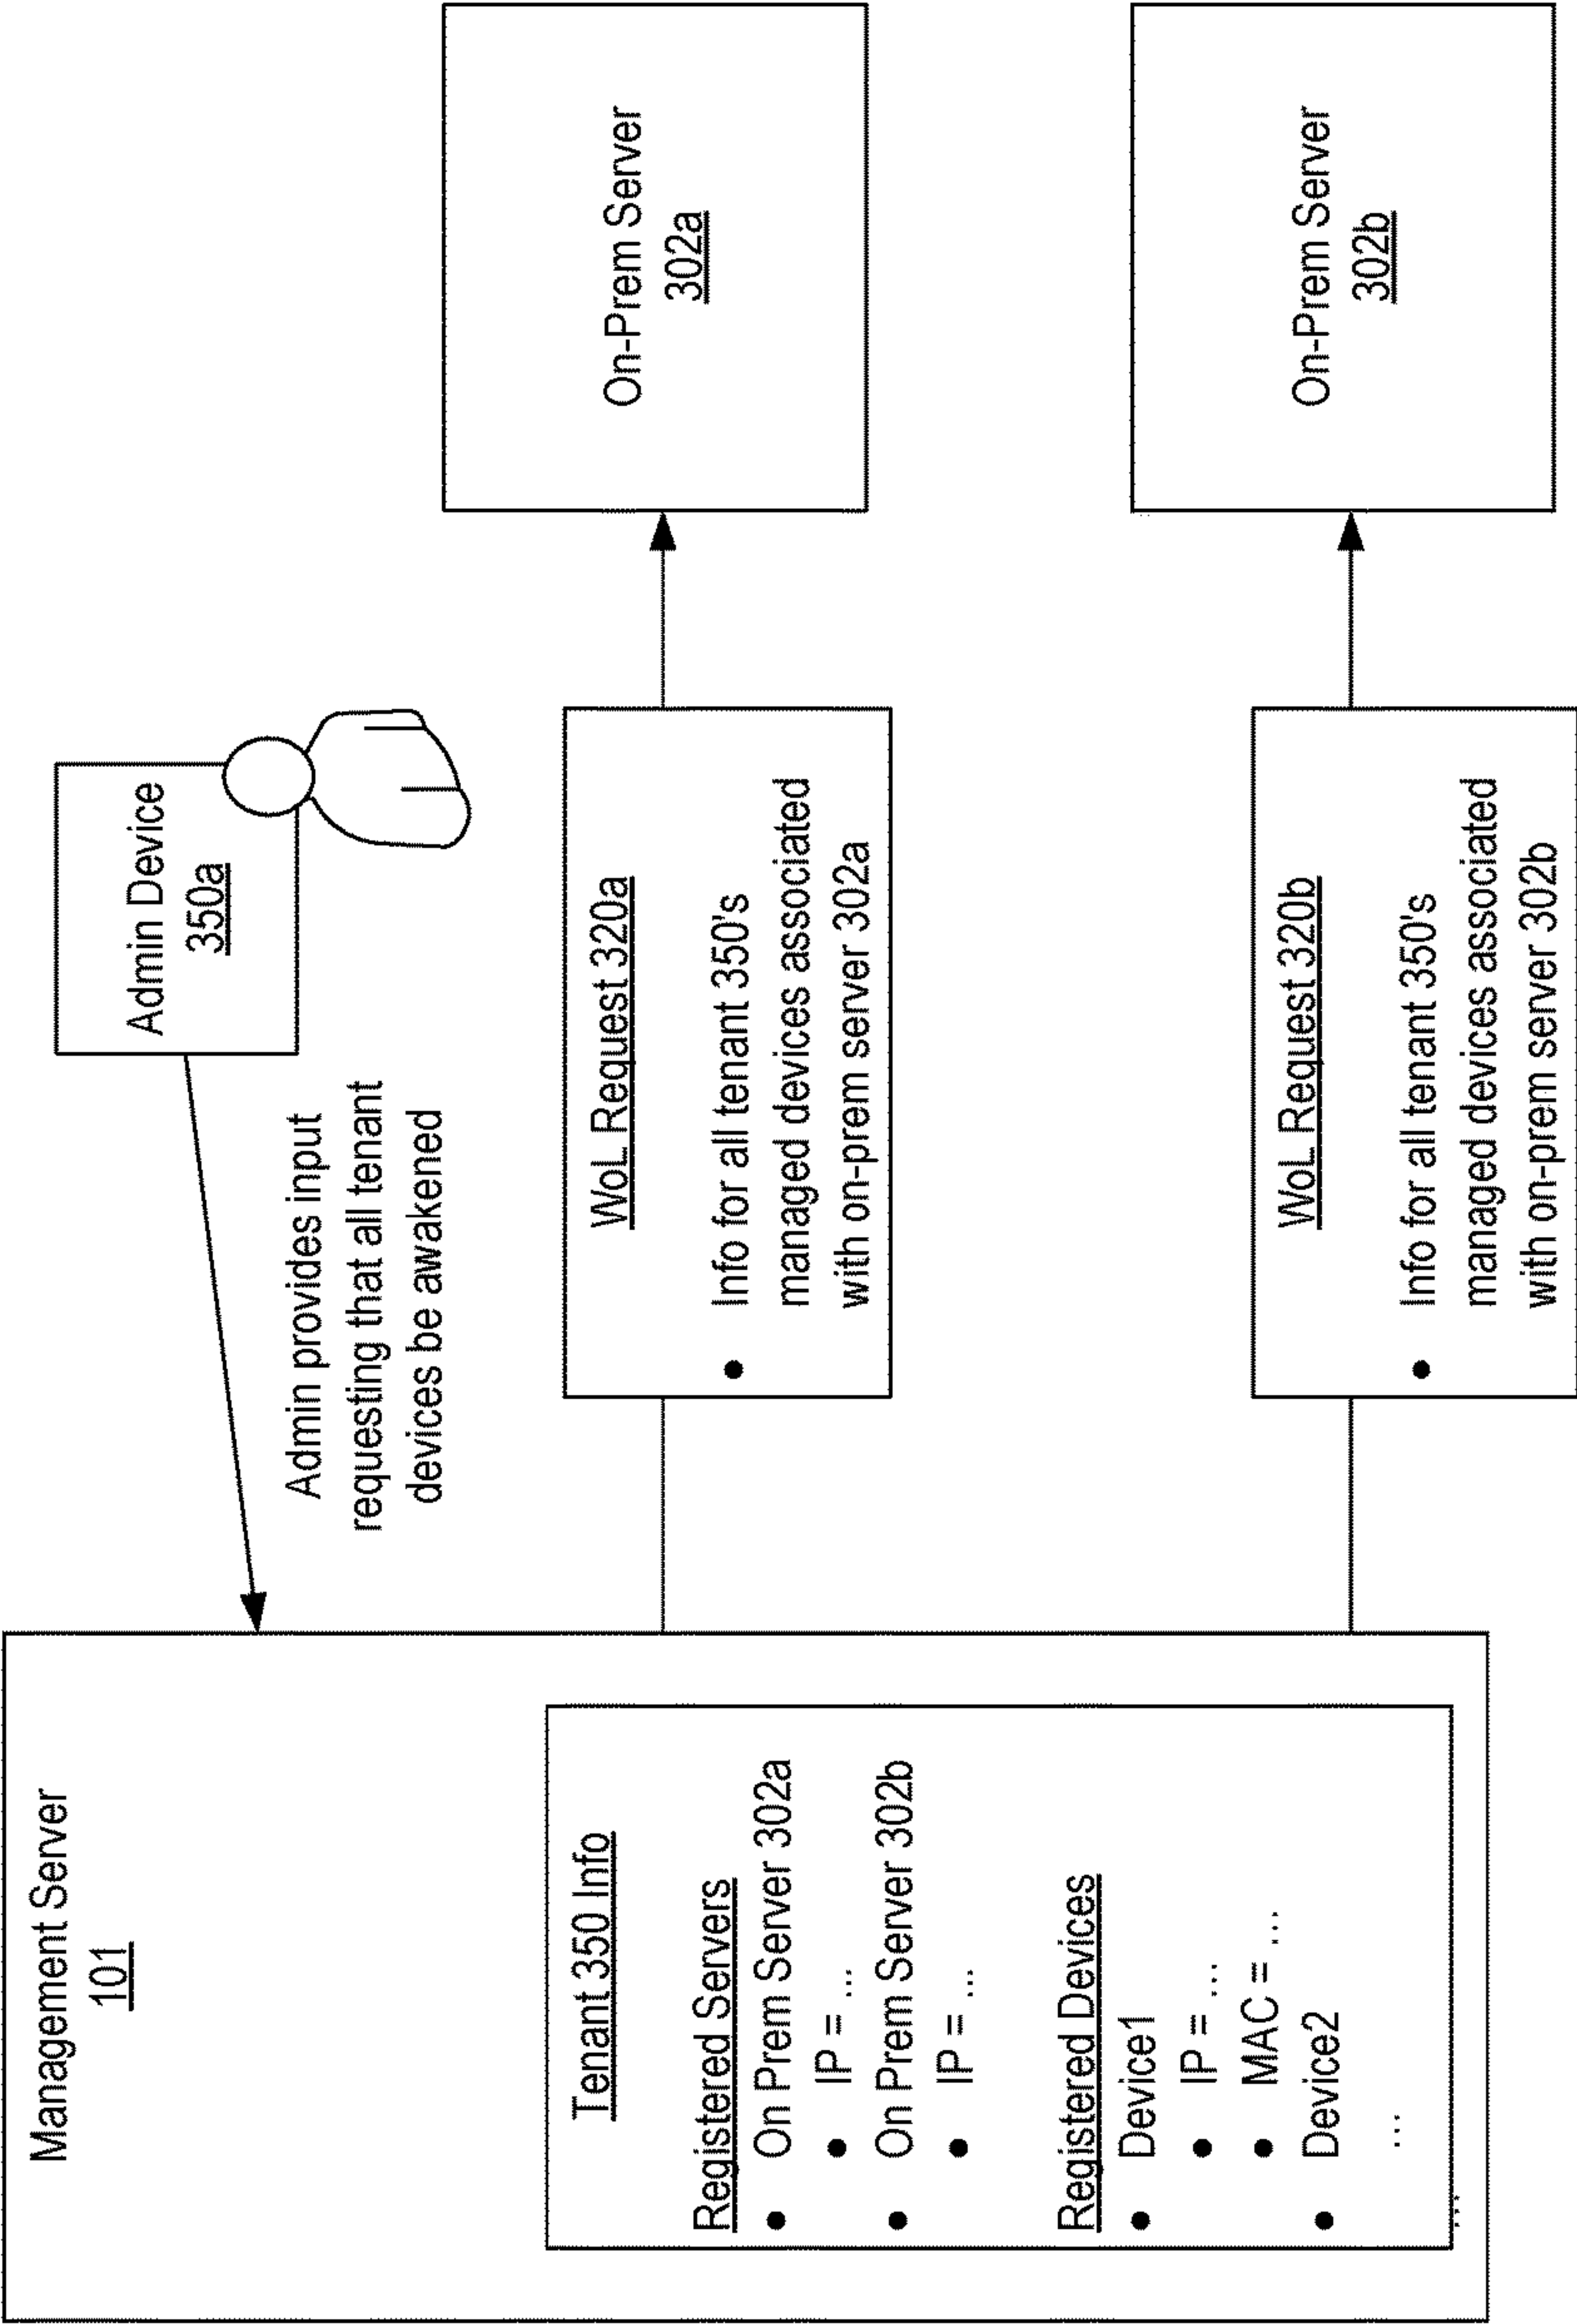 Management Server
101
Tenant 350 Info
Registered Servers
• On Prem Server 302a
• IP = ...
• On Prem Server 302b
• IP = ...
Registered Devices
• Device1
• IP = ...
• MAC = ...
• Device2
...
...
Admin Device
350a
Admin provides input
requesting that all tenant
devices be awakened
WoL Request 320a
• Info for all tenant 350's
managed devices associated
with on-prem server 302a
On-Prem Server
302a
WoL Request 320b
• Info for all tenant 350's
managed devices associated
with on-prem server 302b
On-Prem Server
302b